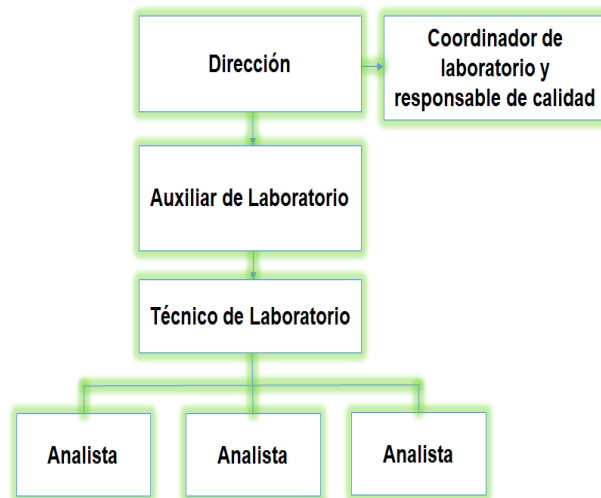 Dirección
Coordinador de
laboratorio y
responsable de calidad
Auxiliar de Laboratorio
Técnico de Laboratorio
Analista
Analista
Analista